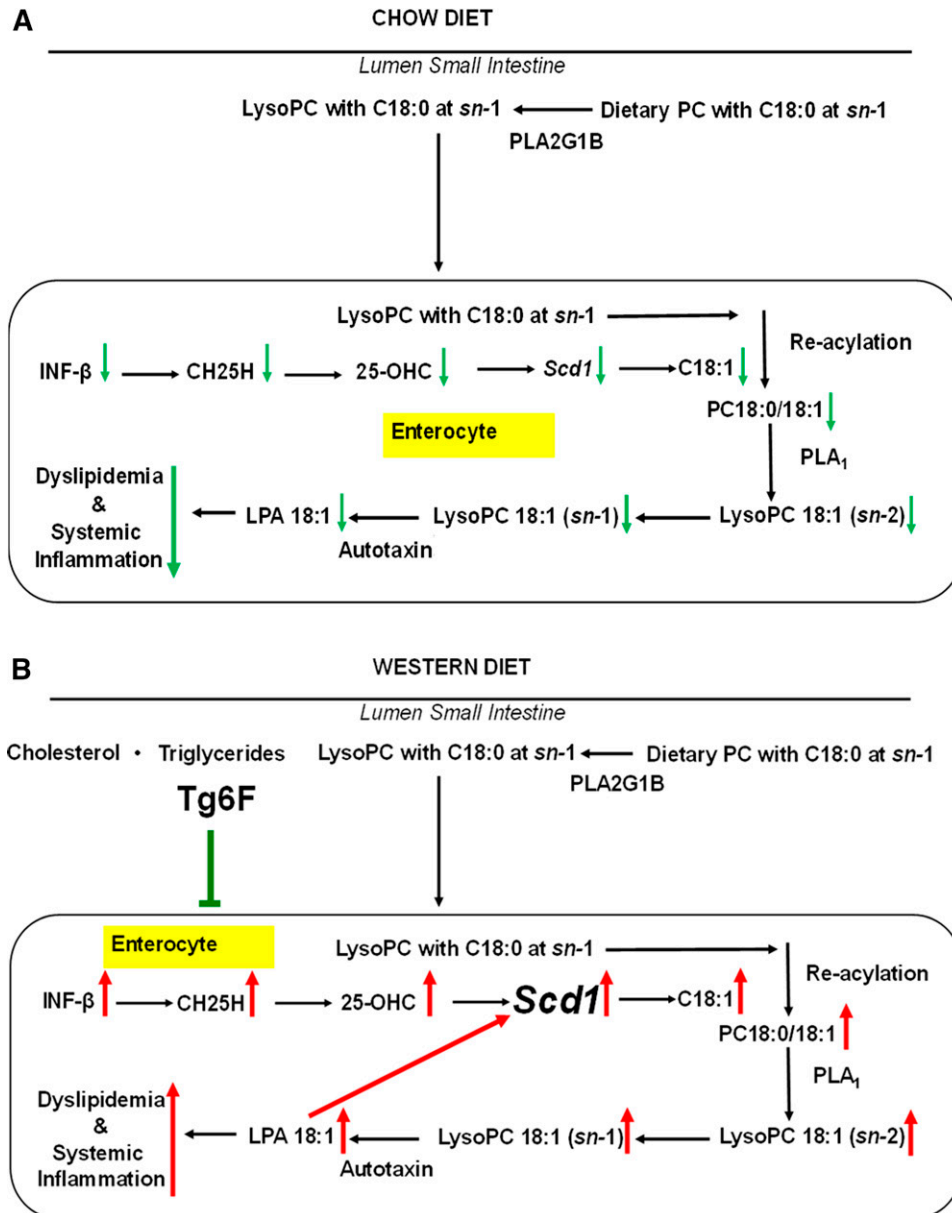 A
CHOW DIET
Lumen Small Intestine
LysoPC with C18:0 at sn-1
Dietary PC with C18:0 at sn-1
PLA2G1B
LysoPC with C18:0 at sn-1
Re-acylation
INF-β
CH25H
25-OHC
Scd1
C18:1
PC18:0/18:1
Enterocyte
PLA₁
Dyslipidemia
&
Systemic
Inflammation
LPA 18:1
LysoPC 18:1 (sn-1)
LysoPC 18:1 (sn-2)
Autotaxin
B
WESTERN DIET
Lumen Small Intestine
Cholesterol • Triglycerides
LysoPC with C18:0 at sn-1
Dietary PC with C18:0 at sn-1
PLA2G1B
Tg6F
Enterocyte
LysoPC with C18:0 at sn-1
Re-acylation
INF-β
CH25H
25-OHC
Scd1
C18:1
PC18:0/18:1
PLA₁
Dyslipidemia
&
Systemic
Inflammation
LPA 18:1
LysoPC 18:1 (sn-1)
LysoPC 18:1 (sn-2)
Autotaxin